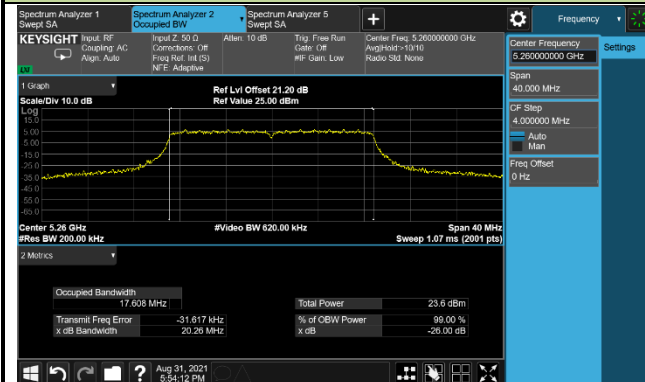 Spectrum Analyzer 1
Swept SA
Spectrum Analyzer 2
Occupied BW
Spectrum Analyzer 5
Swept SA
+
Frequency
KEYSIGHT
Input: RF
Coupling: AC
Align: Auto
Input Z: 50 Ω
Corrections: Off
Freq Ref: Int (S)
NFE: Adaptive
Atten: 10 dB
Trig: Free Run
Gate: Off
#IF Gain: Low
Center Freq: 5.260000000 GHz
Avg|Hold:>10/10
Radio Std: None
Center Frequency
5.260000000 GHz
Settings
Span
40.000 MHz
CF Step
4.000000 MHz
Auto
Man
Freq Offset
0 Hz
1 Graph
Scale/Div 10.0 dB
Ref Lvl Offset 21.20 dB
Ref Value 25.00 dBm
Log
15.0
5.00
-5.00
-15.0
-25.0
-35.0
-45.0
-55.0
-65.0
Center 5.26 GHz
#Res BW 200.00 kHz
#Video BW 620.00 kHz
Span 40 MHz
Sweep 1.07 ms (2001 pts)
2 Metrics
Occupied Bandwidth
17.608 MHz
Total Power 23.6 dBm
Transmit Freq Error -31.617 kHz
% of OBW Power 99.00 %
x dB Bandwidth 20.26 MHz
x dB -26.00 dB
?
Aug 31, 2021
5:54:12 PM